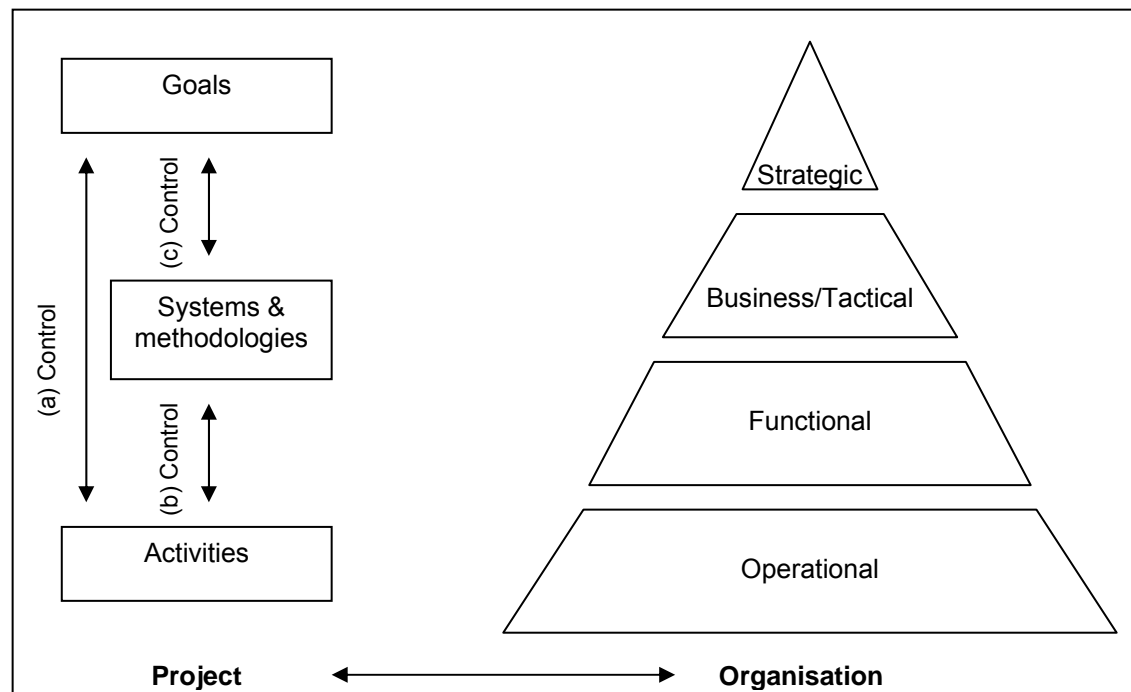 Goals
(c) Control
(a) Control
Systems &
methodologies
(b) Control
Activities
Strategic
Business/Tactical
Functional
Operational
Project
Organisation